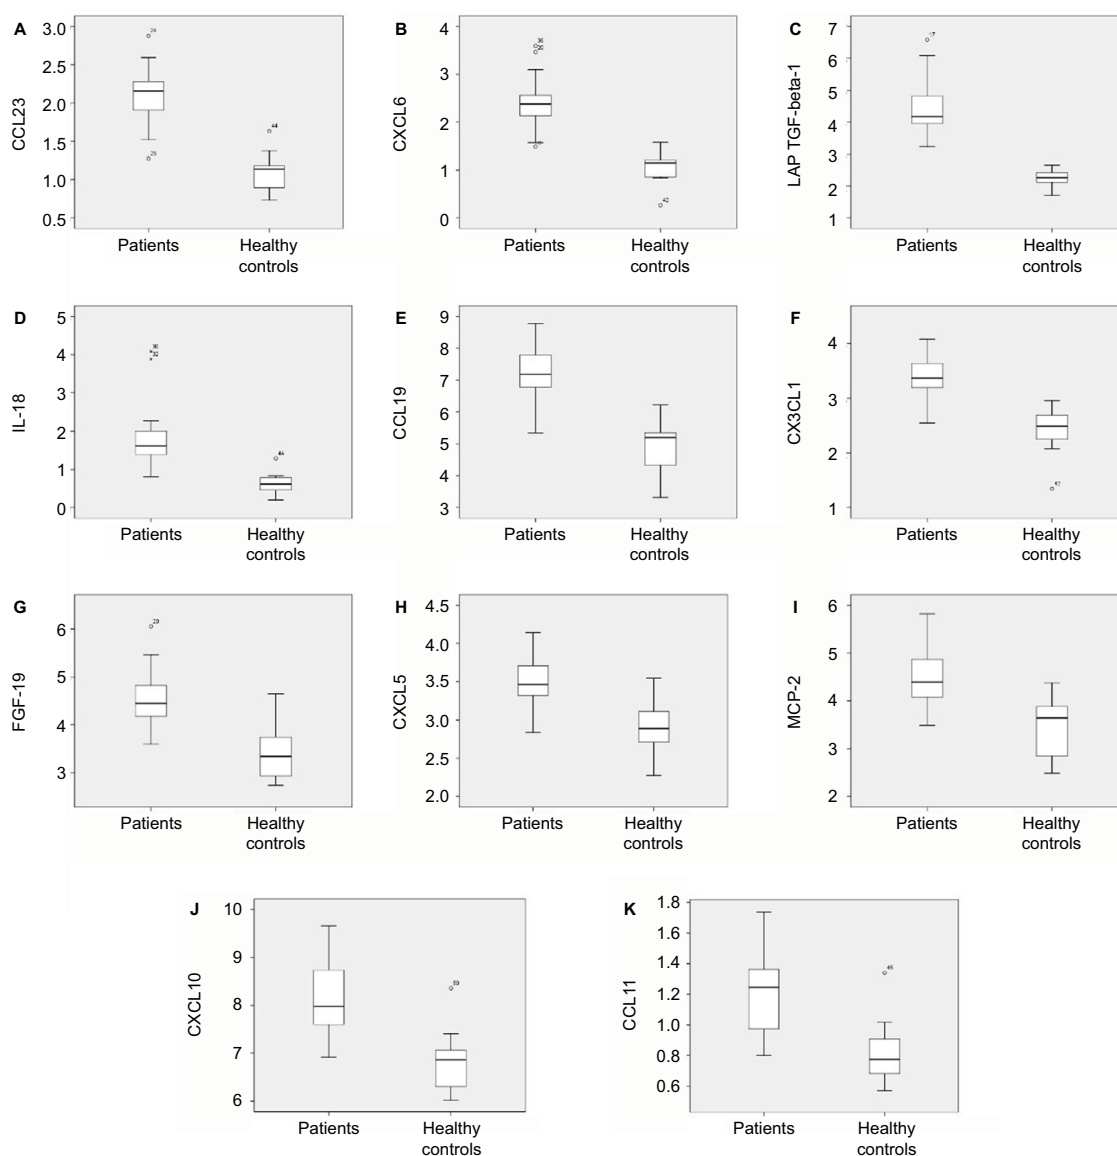 A
CCL23
3.0
2.5
2.0
1.5
1.0
0.5
25
44
Patients
Healthy
controls
B
CXCL6
4
3
2
1
0
42
Patients
Healthy
controls
C
LAP TGF-beta-1
7
6
5
4
3
2
1
17
Patients
Healthy
controls
D
IL-18
5
4
3
2
1
0
44
Patients
Healthy
controls
E
CCL19
9
8
7
6
5
4
3
Patients
Healthy
controls
F
CX3CL1
4
3
2
1
42
Patients
Healthy
controls
G
FGF-19
6
5
4
3
Patients
Healthy
controls
H
CXCL5
4.5
4.0
3.5
3.0
2.5
2.0
Patients
Healthy
controls
I
MCP-2
6
5
4
3
2
Patients
Healthy
controls
J
CXCL10
10
9
8
7
6
Patients
Healthy
controls
K
CCL11
1.8
1.6
1.4
1.2
1.0
0.8
0.6
Patients
Healthy
controls